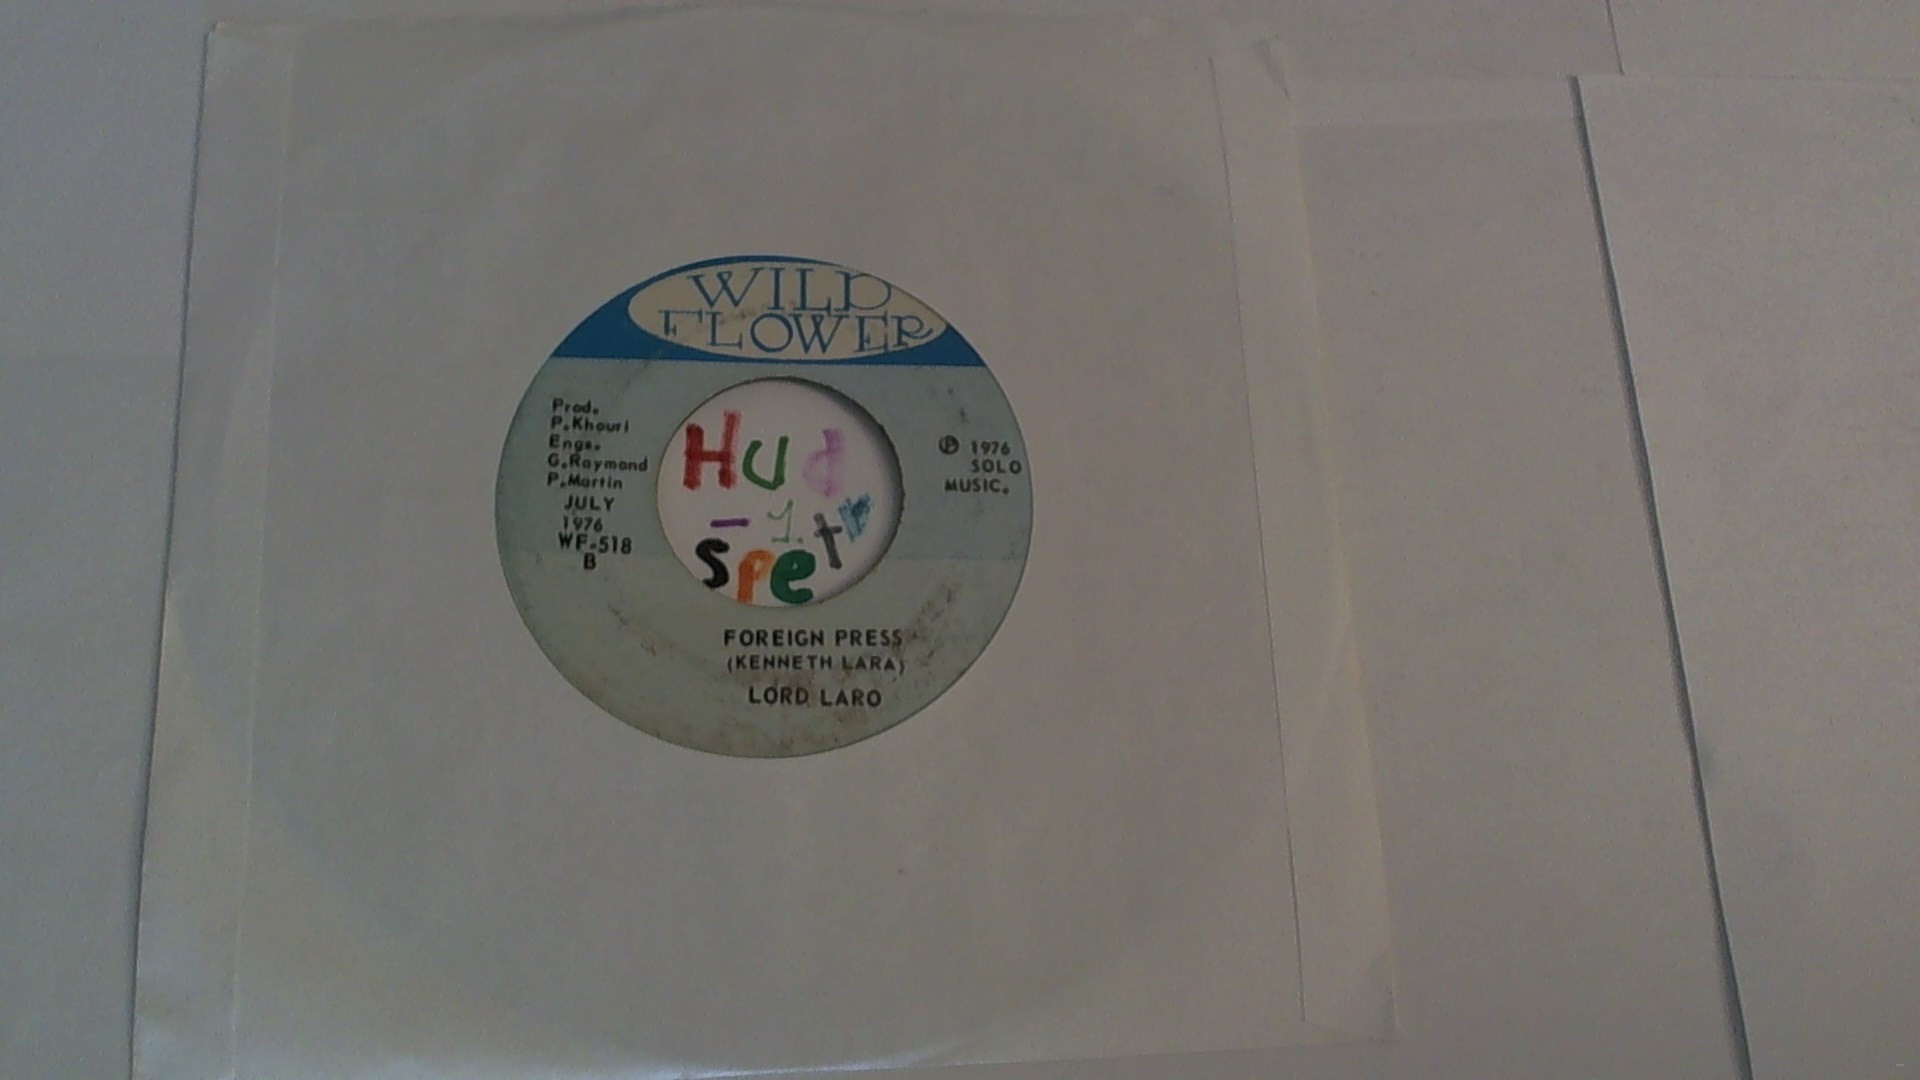 WILD
FLOWER
Prod.
P.Khouri
Engs.
G.Raymond
P.Martin
JULY
1976
WF-518
B
Hud
- 1
spet
℗ 1976
SOLO
MUSIC.
FOREIGN PRESS
(KENNETH LARA)
LORD LARO